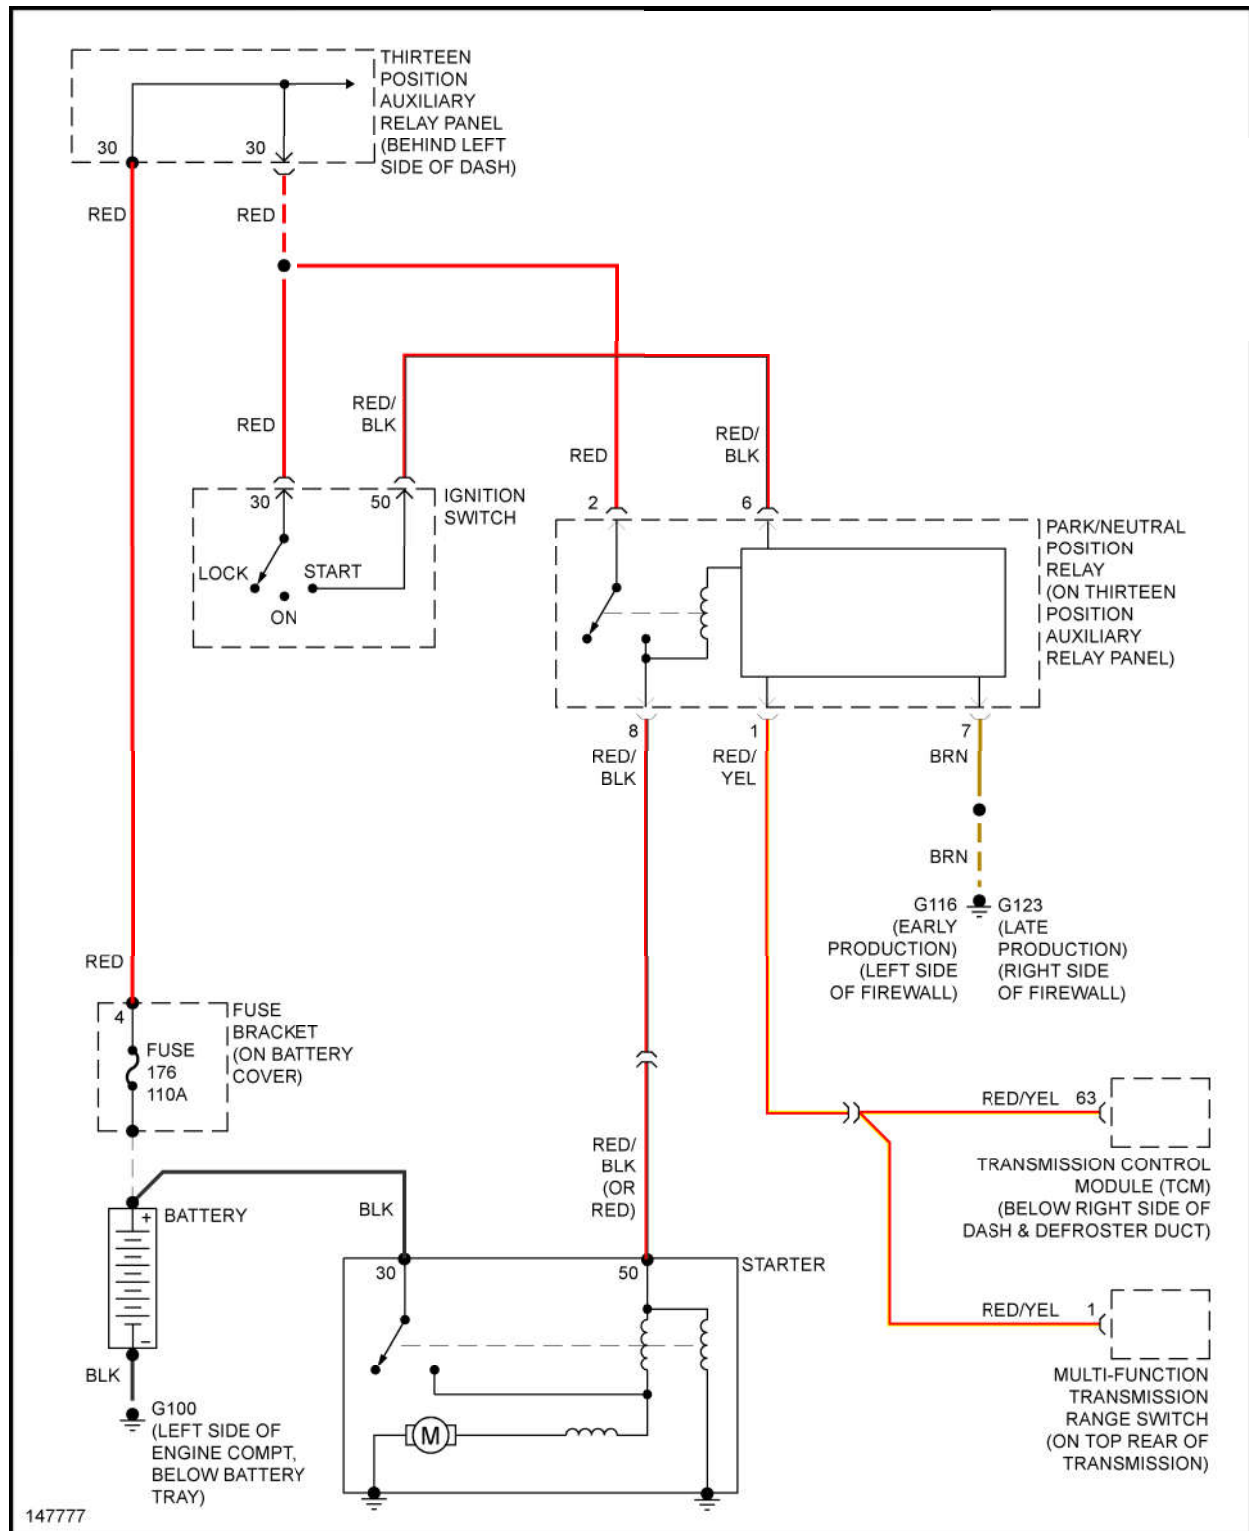 THIRTEEN
POSITION
AUXILIARY
RELAY PANEL
(BEHIND LEFT
SIDE OF DASH)
30
30
RED
RED
RED
RED/
BLK
RED/
BLK
RED
30
50
IGNITION
SWITCH
LOCK
START
ON
2
6
PARK/NEUTRAL
POSITION
RELAY
(ON THIRTEEN
POSITION
AUXILIARY
RELAY PANEL)
8
1
7
RED/
BLK
RED/
YEL
BRN
BRN
G116
(EARLY
PRODUCTION)
(LEFT SIDE
OF FIREWALL)
G123
(LATE
PRODUCTION)
(RIGHT SIDE
OF FIREWALL)
RED
4
FUSE
176
110A
FUSE
BRACKET
(ON BATTERY
COVER)
RED/YEL
63
TRANSMISSION CONTROL
MODULE (TCM)
(BELOW RIGHT SIDE OF
DASH & DEFROSTER DUCT)
RED/
BLK
(OR
RED)
+
BATTERY
–
BLK
BLK
30
50
STARTER
M
RED/YEL
1
MULTI-FUNCTION
TRANSMISSION
RANGE SWITCH
(ON TOP REAR OF
TRANSMISSION)
G100
(LEFT SIDE OF
ENGINE COMPT,
BELOW BATTERY
TRAY)
147777